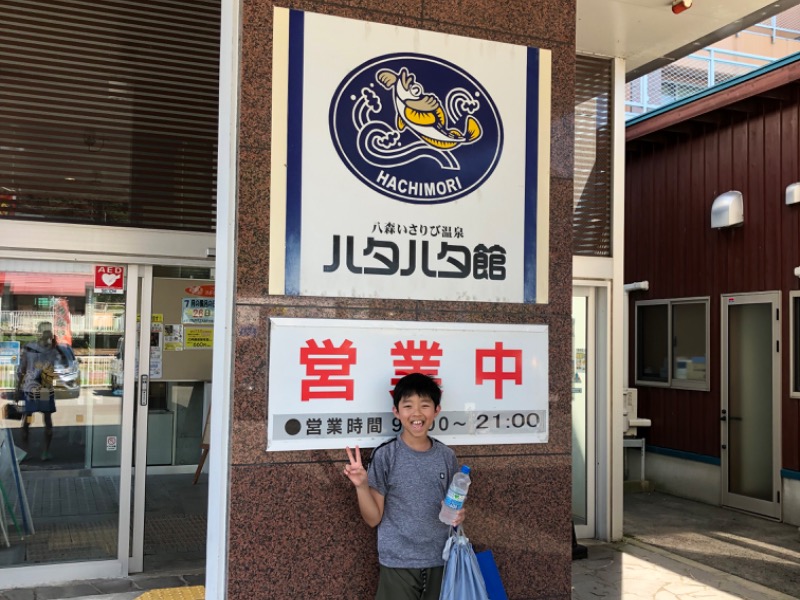 HACHIMORI
八森いさりび温泉
ハタハタ館
営業中
●営業時間 9:00～21:00
AED